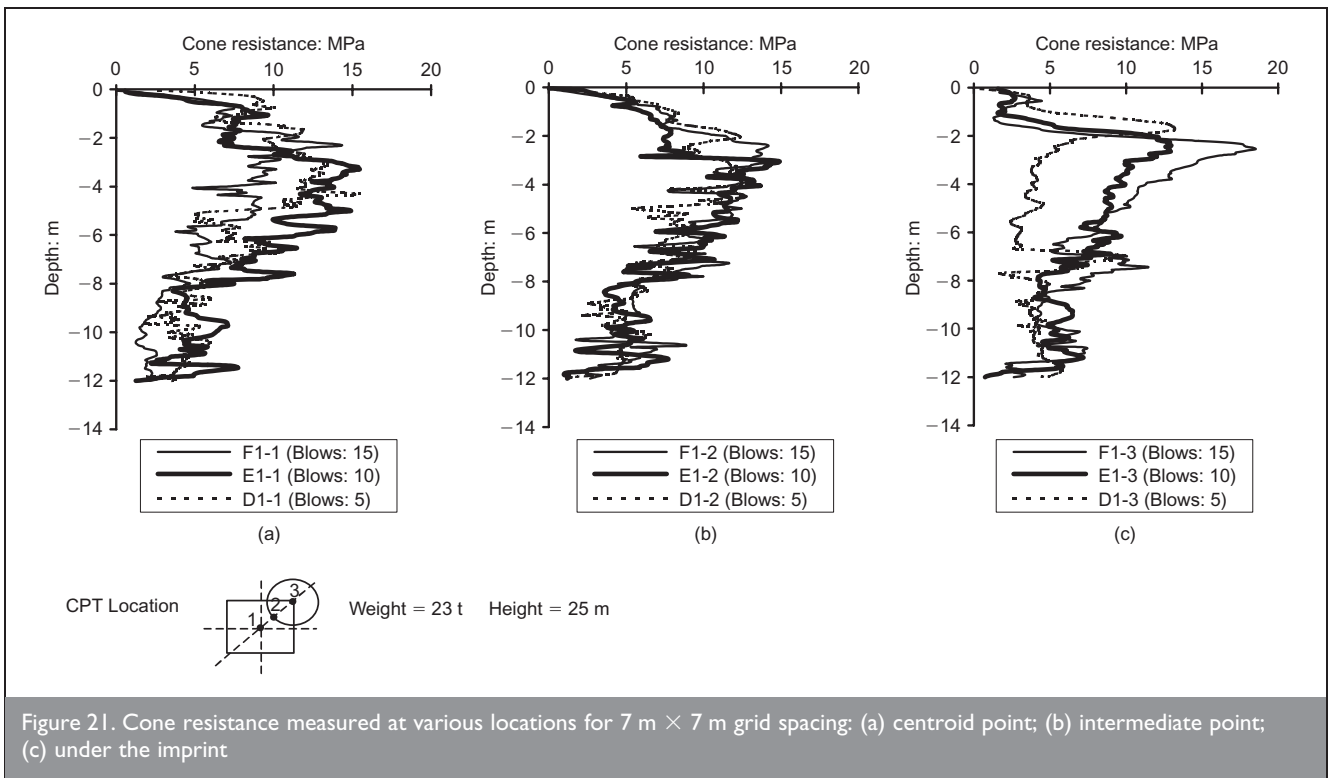 Cone resistance: MPa
0 5 10 15 20
0
−2
−4
−6
−8
−10
−12
−14
Depth: m
F1-1 (Blows: 15)
E1-1 (Blows: 10)
D1-1 (Blows: 5)
(a)
Cone resistance: MPa
0 5 10 15 20
0
−2
−4
−6
−8
−10
−12
−14
Depth: m
F1-2 (Blows: 15)
E1-2 (Blows: 10)
D1-2 (Blows: 5)
(b)
Cone resistance: MPa
0 5 10 15 20
0
−2
−4
−6
−8
−10
−12
−14
Depth: m
F1-3 (Blows: 15)
E1-3 (Blows: 10)
D1-3 (Blows: 5)
(c)
CPT Location
1
2
3
Weight = 23 t Height = 25 m
Figure 21. Cone resistance measured at various locations for 7 m × 7 m grid spacing: (a) centroid point; (b) intermediate point;
(c) under the imprint